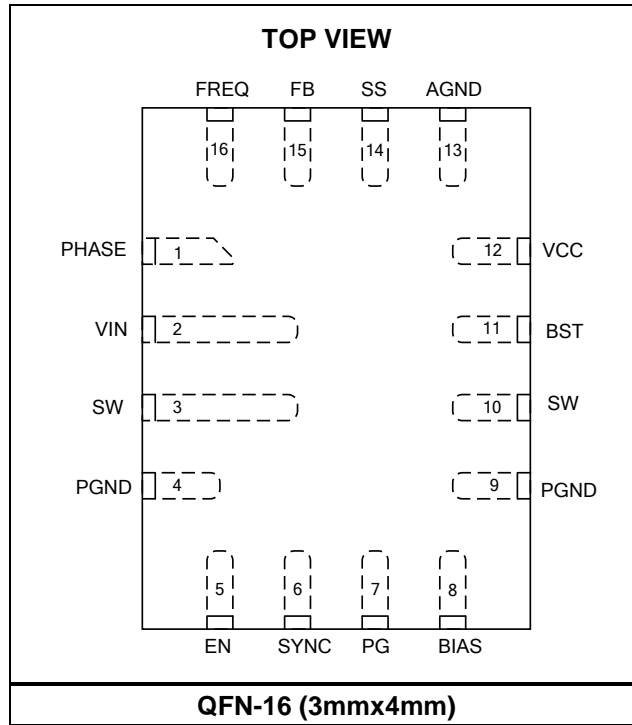 TOP VIEW
FREQ FB SS AGND
16 15 14 13
PHASE 1 12 VCC
VIN 2 11 BST
SW 3 10 SW
PGND 4 9 PGND
5 6 7 8
EN SYNC PG BIAS
QFN-16 (3mmx4mm)